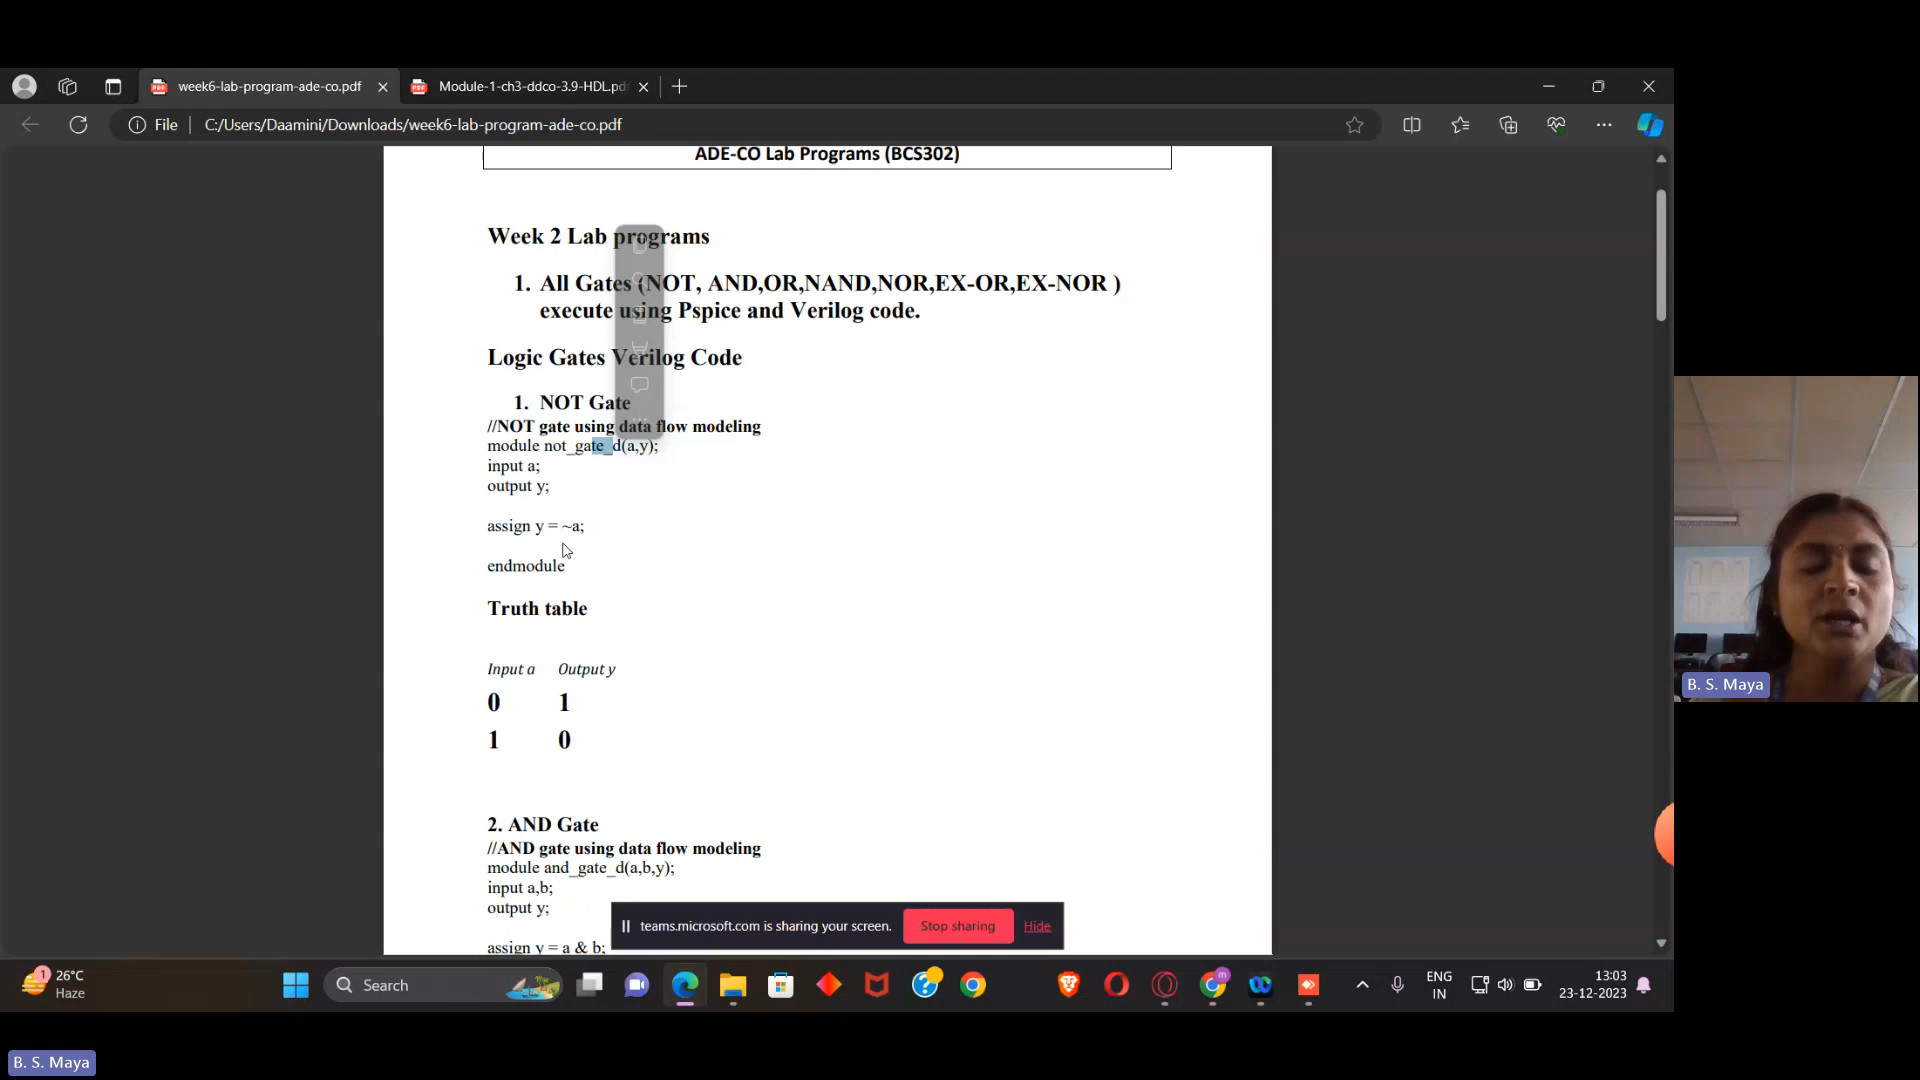 week6-lab-program-ade-co.pdf
Module-1-ch3-ddco-3.9-HDL.pd
File
C:/Users/Daamini/Downloads/week6-lab-program-ade-co.pdf
ADE-CO Lab Programs (BCS302)
Week 2 Lab programs
1. All Gates (NOT, AND,OR,NAND,NOR,EX-OR,EX-NOR )
execute using Pspice and Verilog code.
Logic Gates Verilog Code
1. NOT Gate
//NOT gate using data flow modeling
module not_gate_d(a,y);
input a;
output y;
assign y = ~a;
endmodule
Truth table
Input a Output y
0 1
1 0
2. AND Gate
//AND gate using data flow modeling
module and_gate_d(a,b,y);
input a,b;
output y;
assign y = a & b;
teams.microsoft.com is sharing your screen.
Stop sharing
Hide
B. S. Maya
1
26°C
Haze
Search
m
ENG
IN
13:03
23-12-2023
B. S. Maya